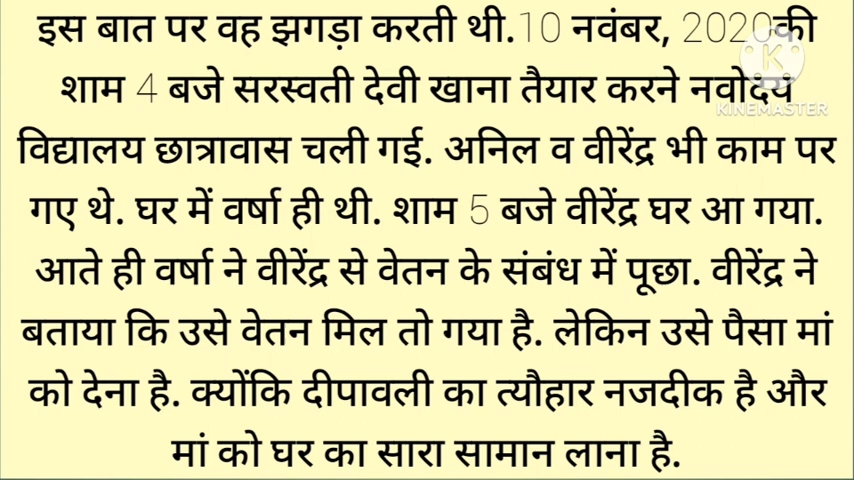 इस बात पर वह झगड़ा करती थी.10 नवंबर, 2020की
शाम 4 बजे सरस्वती देवी खाना तैयार करने नवोदय
विद्यालय छात्रावास चली गई. अनिल व वीरेंद्र भी काम पर
गए थे. घर में वर्षा ही थी. शाम 5 बजे वीरेंद्र घर आ गया.
आते ही वर्षा ने वीरेंद्र से वेतन के संबंध में पूछा. वीरेंद्र ने
बताया कि उसे वेतन मिल तो गया है. लेकिन उसे पैसा मां
को देना है. क्योंकि दीपावली का त्यौहार नजदीक है और
मां को घर का सारा सामान लाना है.
K
KINEMASTER